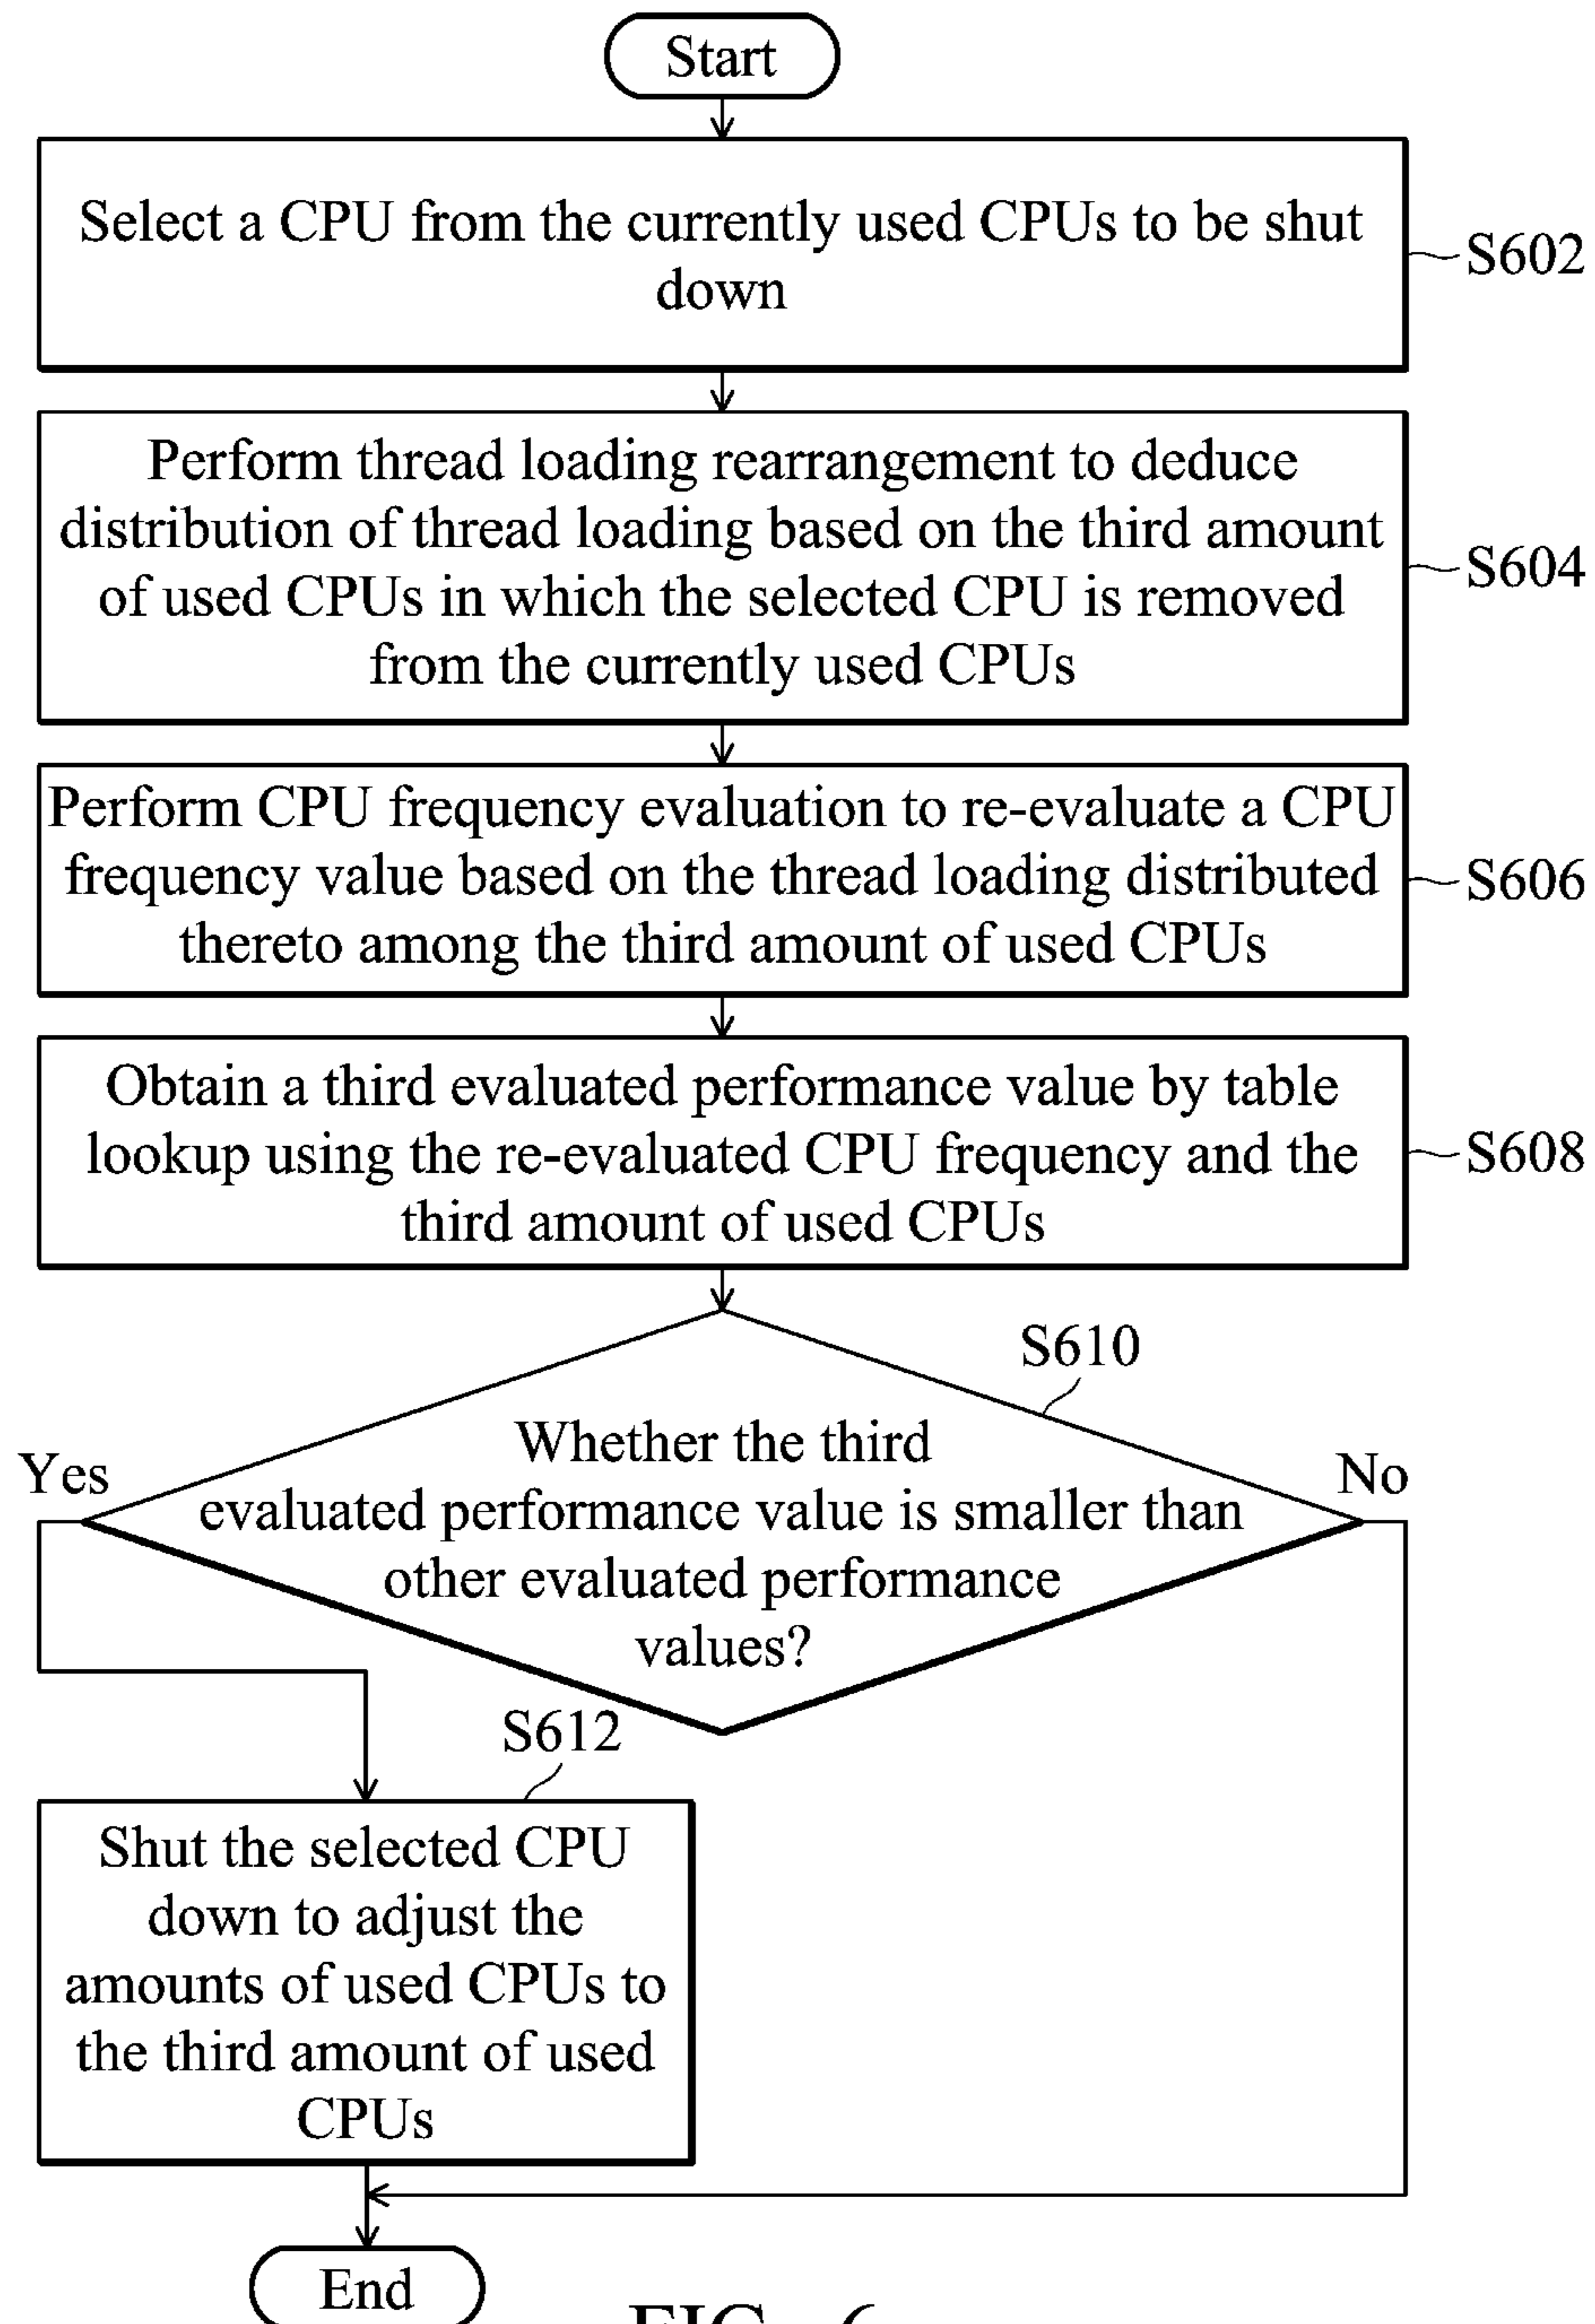 Start
Select a CPU from the currently used CPUs to be shut
down
S602
Perform thread loading rearrangement to deduce
distribution of thread loading based on the third amount
of used CPUs in which the selected CPU is removed
from the currently used CPUs
S604
Perform CPU frequency evaluation to re-evaluate a CPU
frequency value based on the thread loading distributed
thereto among the third amount of used CPUs
S606
Obtain a third evaluated performance value by table
lookup using the re-evaluated CPU frequency and the
third amount of used CPUs
S608
S610
Whether the third
evaluated performance value is smaller than
other evaluated performance
values?
Yes
No
S612
Shut the selected CPU
down to adjust the
amounts of used CPUs to
the third amount of used
CPUs
End
FIG. 6